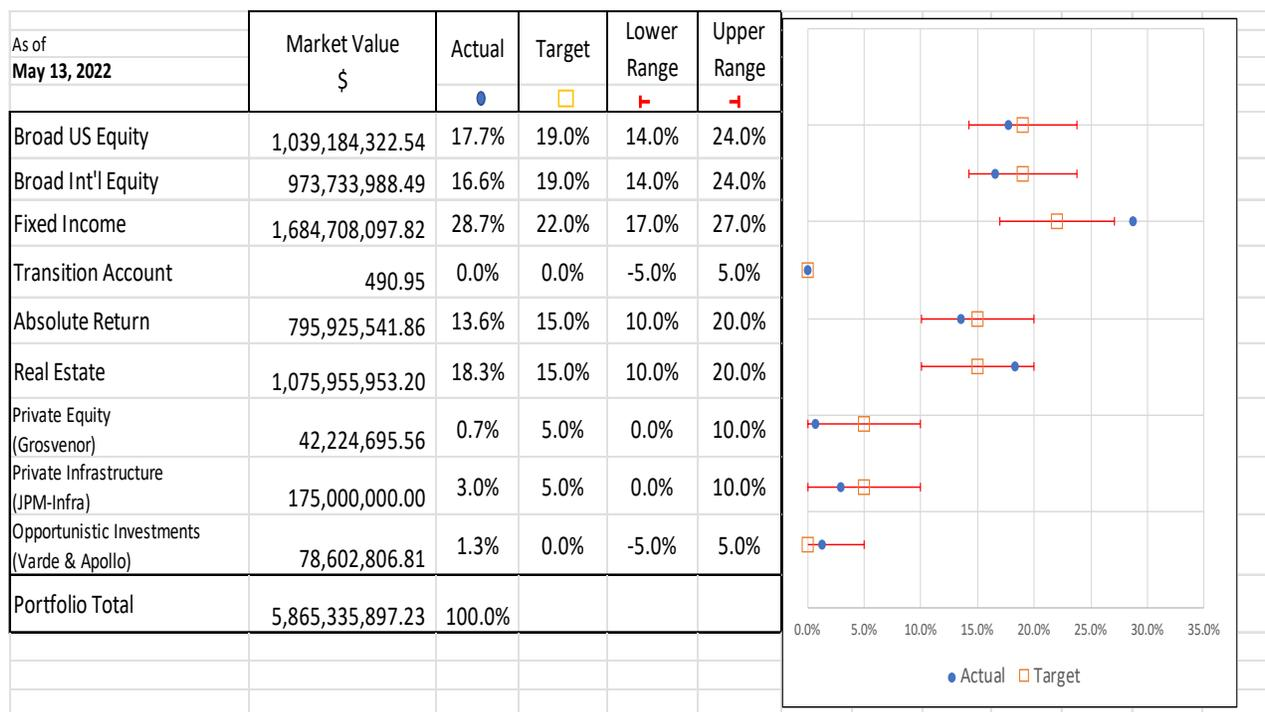 As of
May 13, 2022
Market Value
$
Actual
Target
Lower
Range
Upper
Range
Broad US Equity 1,039,184,322.54 17.7% 19.0% 14.0% 24.0%
Broad Int'l Equity 973,733,988.49 16.6% 19.0% 14.0% 24.0%
Fixed Income 1,684,708,097.82 28.7% 22.0% 17.0% 27.0%
Transition Account 490.95 0.0% 0.0% -5.0% 5.0%
Absolute Return 795,925,541.86 13.6% 15.0% 10.0% 20.0%
Real Estate 1,075,955,953.20 18.3% 15.0% 10.0% 20.0%
Private Equity
(Grosvenor) 42,224,695.56 0.7% 5.0% 0.0% 10.0%
Private Infrastructure
(JPM-Infra) 175,000,000.00 3.0% 5.0% 0.0% 10.0%
Opportunistic Investments
(Varde & Apollo) 78,602,806.81 1.3% 0.0% -5.0% 5.0%
Portfolio Total 5,865,335,897.23 100.0%
0.0% 5.0% 10.0% 15.0% 20.0% 25.0% 30.0% 35.0%
Actual Target